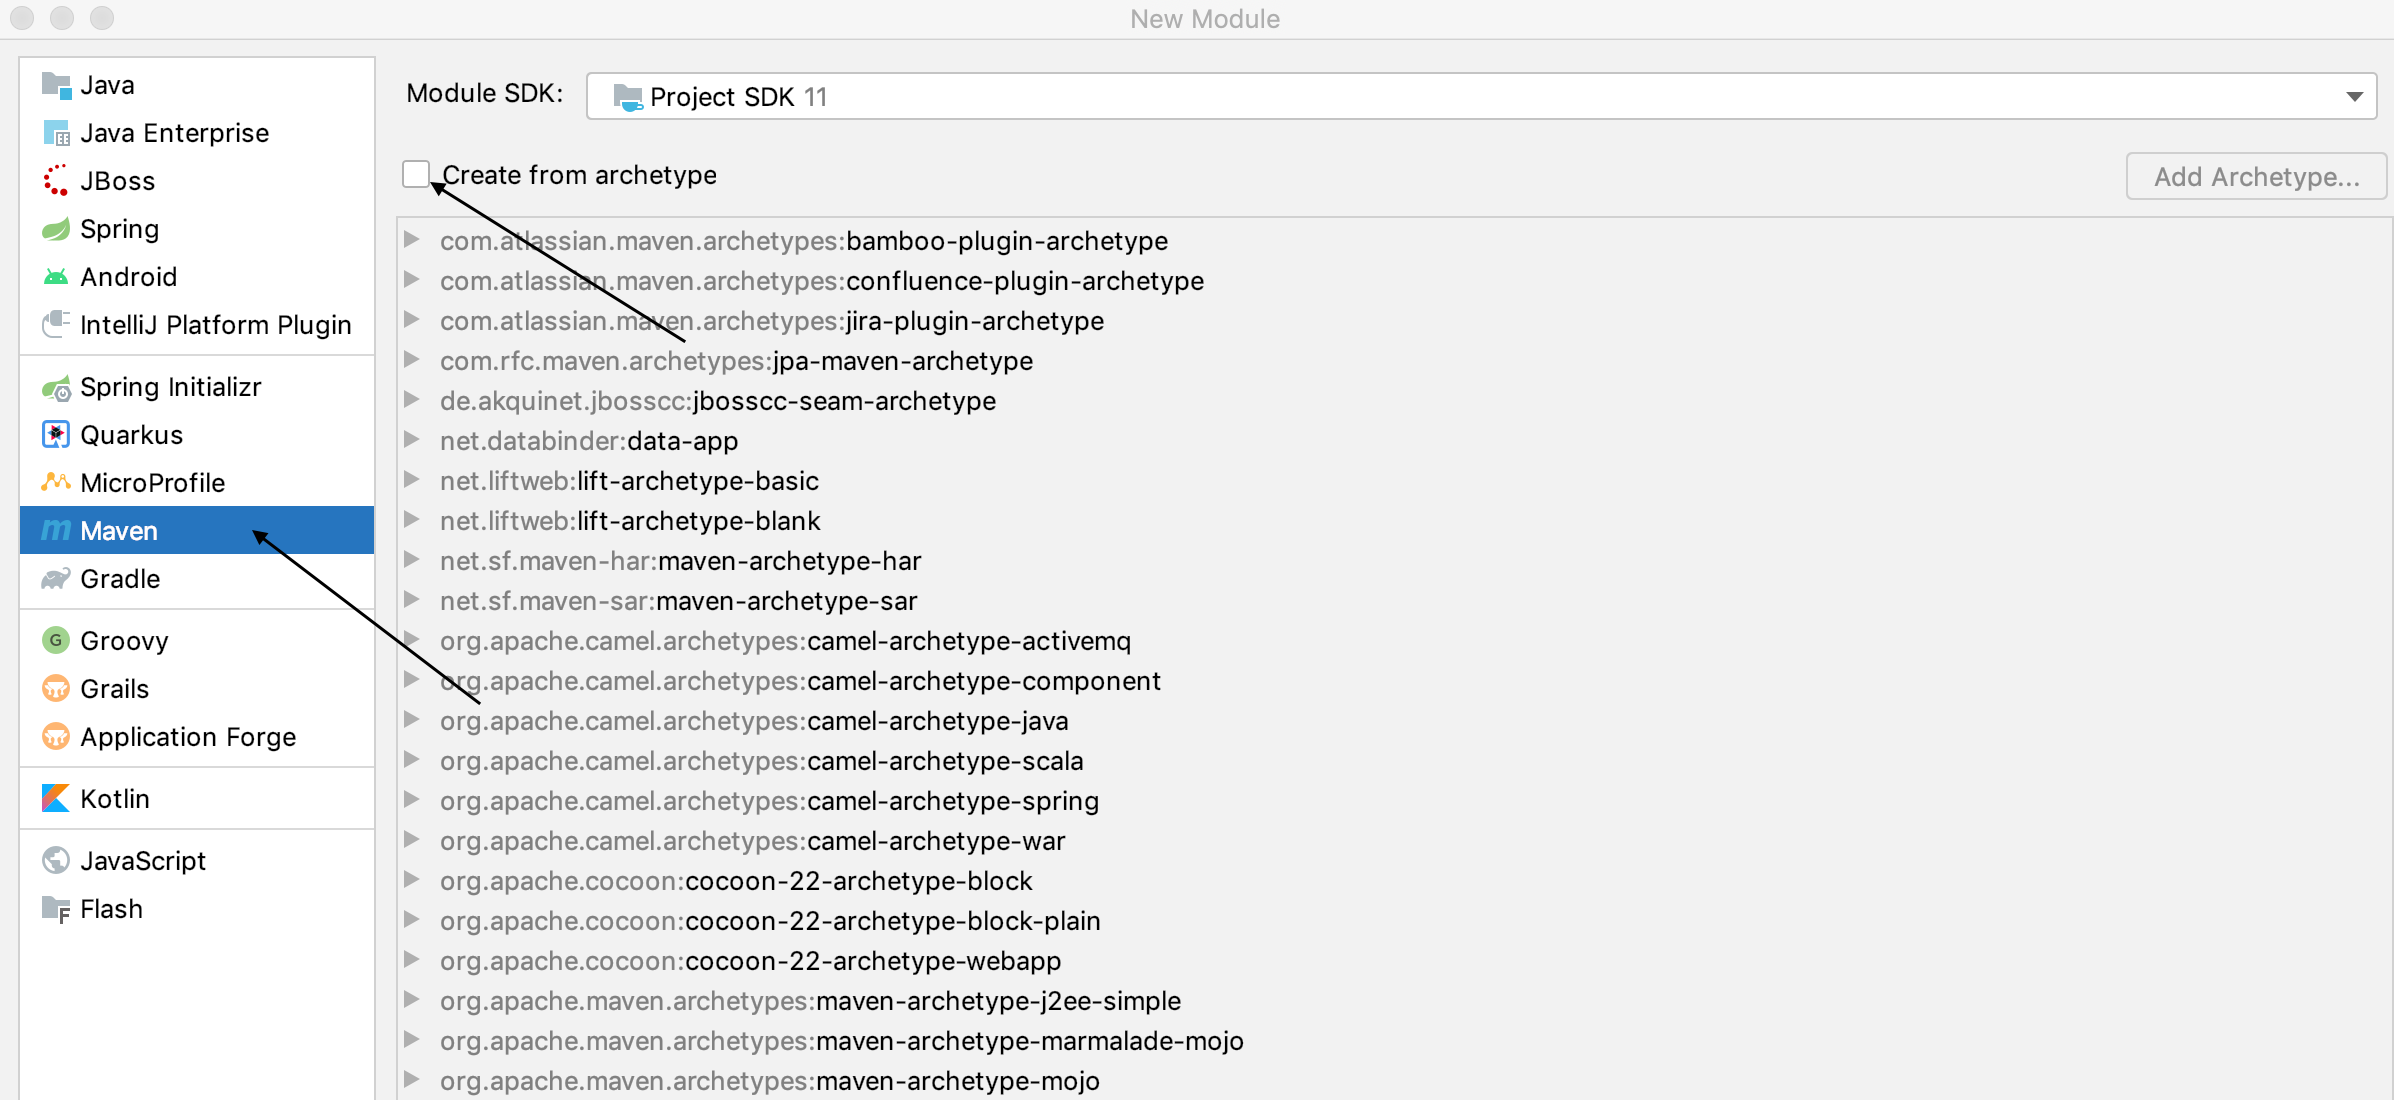 New Module
Java
Java Enterprise
JBoss
Spring
Android
IntelliJ Platform Plugin
Spring Initializr
Quarkus
MicroProfile
Maven
Gradle
Groovy
Grails
Application Forge
Kotlin
JavaScript
Flash
Module SDK: Project SDK 11
Create from archetype
Add Archetype...
com.atlassian.maven.archetypes:bamboo-plugin-archetype
com.atlassian.maven.archetypes:confluence-plugin-archetype
com.atlassian.maven.archetypes:jira-plugin-archetype
com.rfc.maven.archetypes:jpa-maven-archetype
de.akquinet.jbosscc:jbosscc-seam-archetype
net.databinder:data-app
net.liftweb:lift-archetype-basic
net.liftweb:lift-archetype-blank
net.sf.maven-har:maven-archetype-har
net.sf.maven-sar:maven-archetype-sar
org.apache.camel.archetypes:camel-archetype-activemq
org.apache.camel.archetypes:camel-archetype-component
org.apache.camel.archetypes:camel-archetype-java
org.apache.camel.archetypes:camel-archetype-scala
org.apache.camel.archetypes:camel-archetype-spring
org.apache.camel.archetypes:camel-archetype-war
org.apache.cocoon:cocoon-22-archetype-block
org.apache.cocoon:cocoon-22-archetype-block-plain
org.apache.cocoon:cocoon-22-archetype-webapp
org.apache.maven.archetypes:maven-archetype-j2ee-simple
org.apache.maven.archetypes:maven-archetype-marmalade-mojo
org.apache.maven.archetypes:maven-archetype-mojo